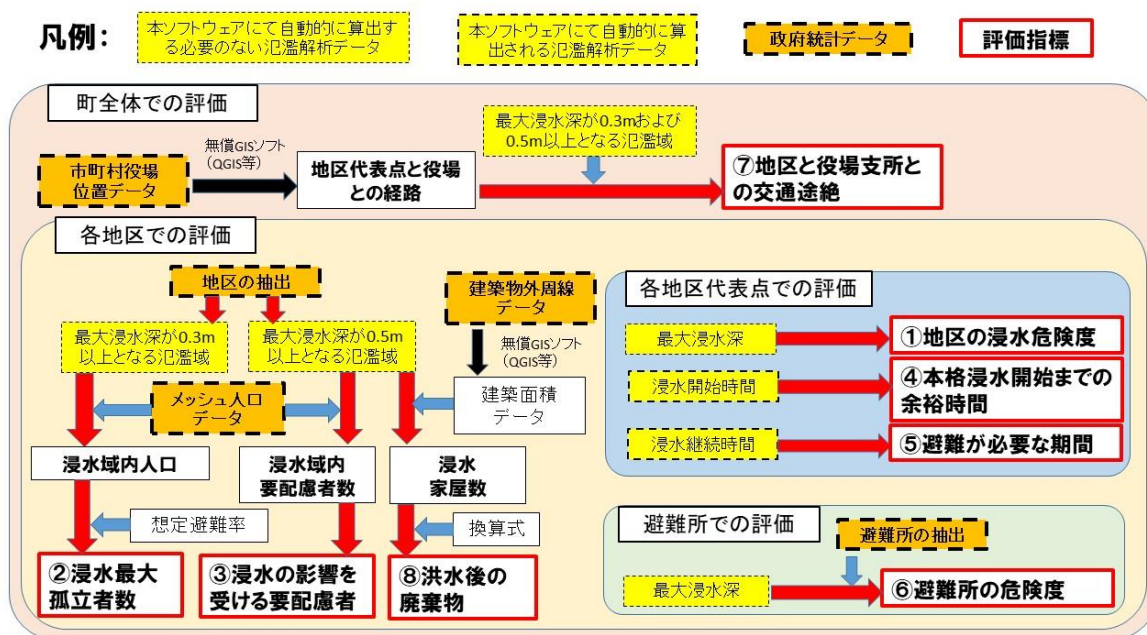 凡例：
本ソフトウェアにて自動的に算出す
る必要のない氾濫解析データ
本ソフトウェアにて自動的に算
出される氾濫解析データ
政府統計データ
評価指標
町全体での評価
市町村役場
位置データ
無償GISソフト
（QGIS等）
地区代表点と役場
との経路
最大浸水深が0.3mおよび
0.5m以上となる氾濫域
⑦地区と役場支所と
の交通途絶
各地区での評価
地区の抽出
最大浸水深が0.3m
以上となる氾濫域
最大浸水深が0.5m
以上となる氾濫域
建築物外周線
データ
無償GISソフト
（QGIS等）
メッシュ人口
データ
建築面積
データ
浸水域内人口
浸水域内
要配慮者数
浸水
家屋数
想定避難率
換算式
②浸水最大
孤立者数
③浸水の影響を
受ける要配慮者
⑧洪水後の
廃棄物
各地区代表点での評価
最大浸水深
①地区の浸水危険度
浸水開始時間
④本格浸水開始までの
余裕時間
浸水継続時間
⑤避難が必要な期間
避難所での評価
避難所の抽出
最大浸水深
⑥避難所の危険度